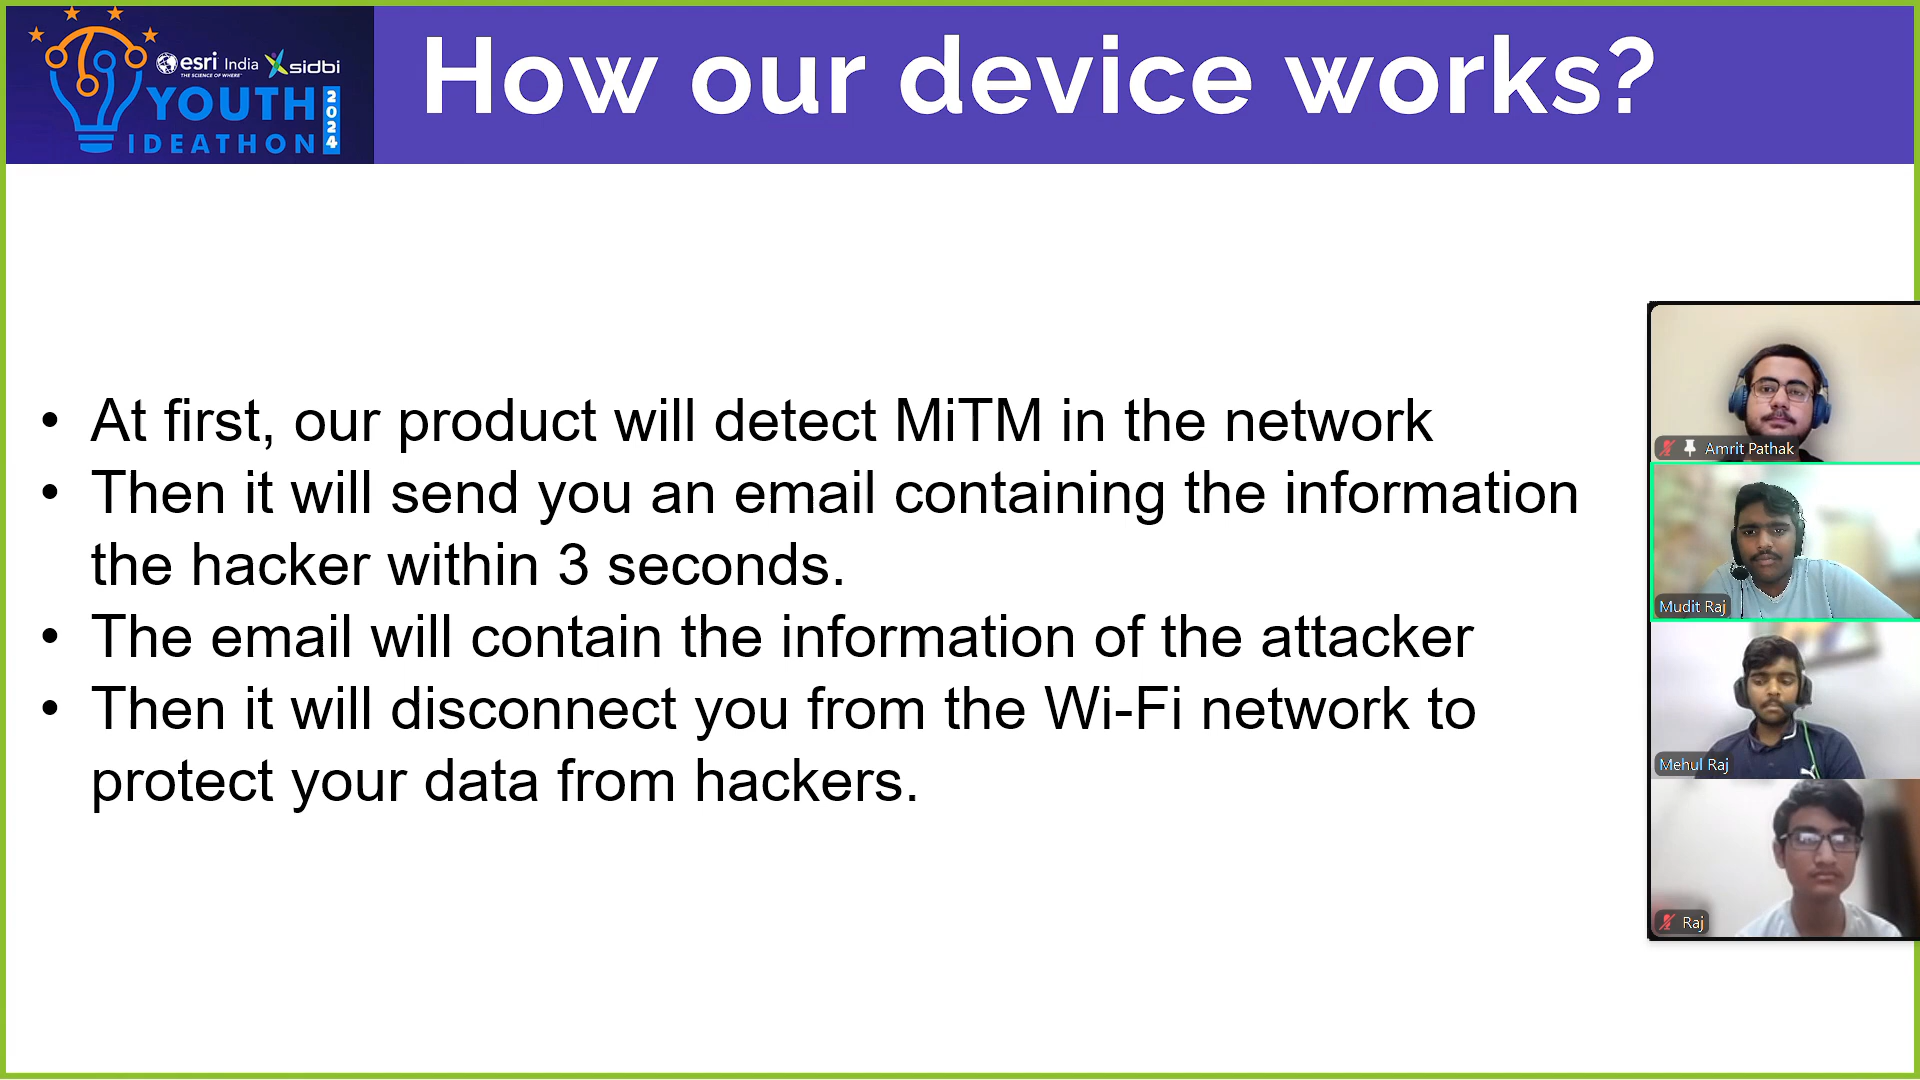 esri India sidbi
THE SCIENCE OF WHERE
YOUTH
IDEATHON
2024
How our device works?
• At first, our product will detect MiTM in the network
• Then it will send you an email containing the information
the hacker within 3 seconds.
• The email will contain the information of the attacker
• Then it will disconnect you from the Wi-Fi network to
protect your data from hackers.
Amrit Pathak
Mudit Raj
Mehul Raj
Raj